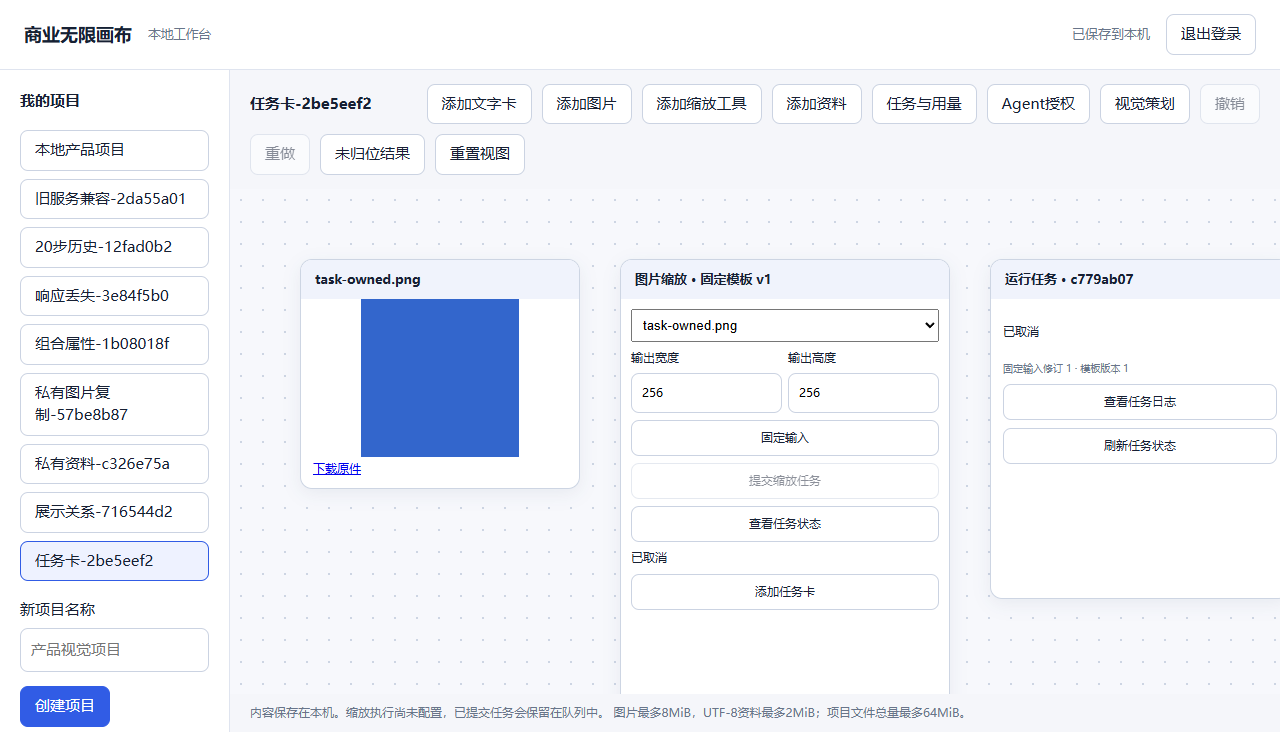 商业无限画布 本地工作台
已保存到本机 退出登录
我的项目
本地产品项目
旧服务兼容-2da55a01
20步历史-12fad0b2
响应丢失-3e84f5b0
组合属性-1b08018f
私有图片复
制-57be8b87
私有资料-c326e75a
展示关系-716544d2
任务卡-2be5eef2
新项目名称
产品视觉项目
创建项目
任务卡-2be5eef2 添加文字卡 添加图片 添加缩放工具 添加资料 任务与用量 Agent授权 视觉策划 撤销
重做 未归位结果 重置视图
task-owned.png
下载原件
图片缩放 • 固定模板 v1
task-owned.png
输出宽度 输出高度
256 256
固定输入
提交缩放任务
查看任务状态
已取消
添加任务卡
运行任务 • c779ab07
已取消
固定输入修订 1 · 模板版本 1
查看任务日志
刷新任务状态
内容保存在本机。缩放执行尚未配置，已提交任务会保留在队列中。 图片最多8MiB，UTF-8资料最多2MiB；项目文件总量最多64MiB。